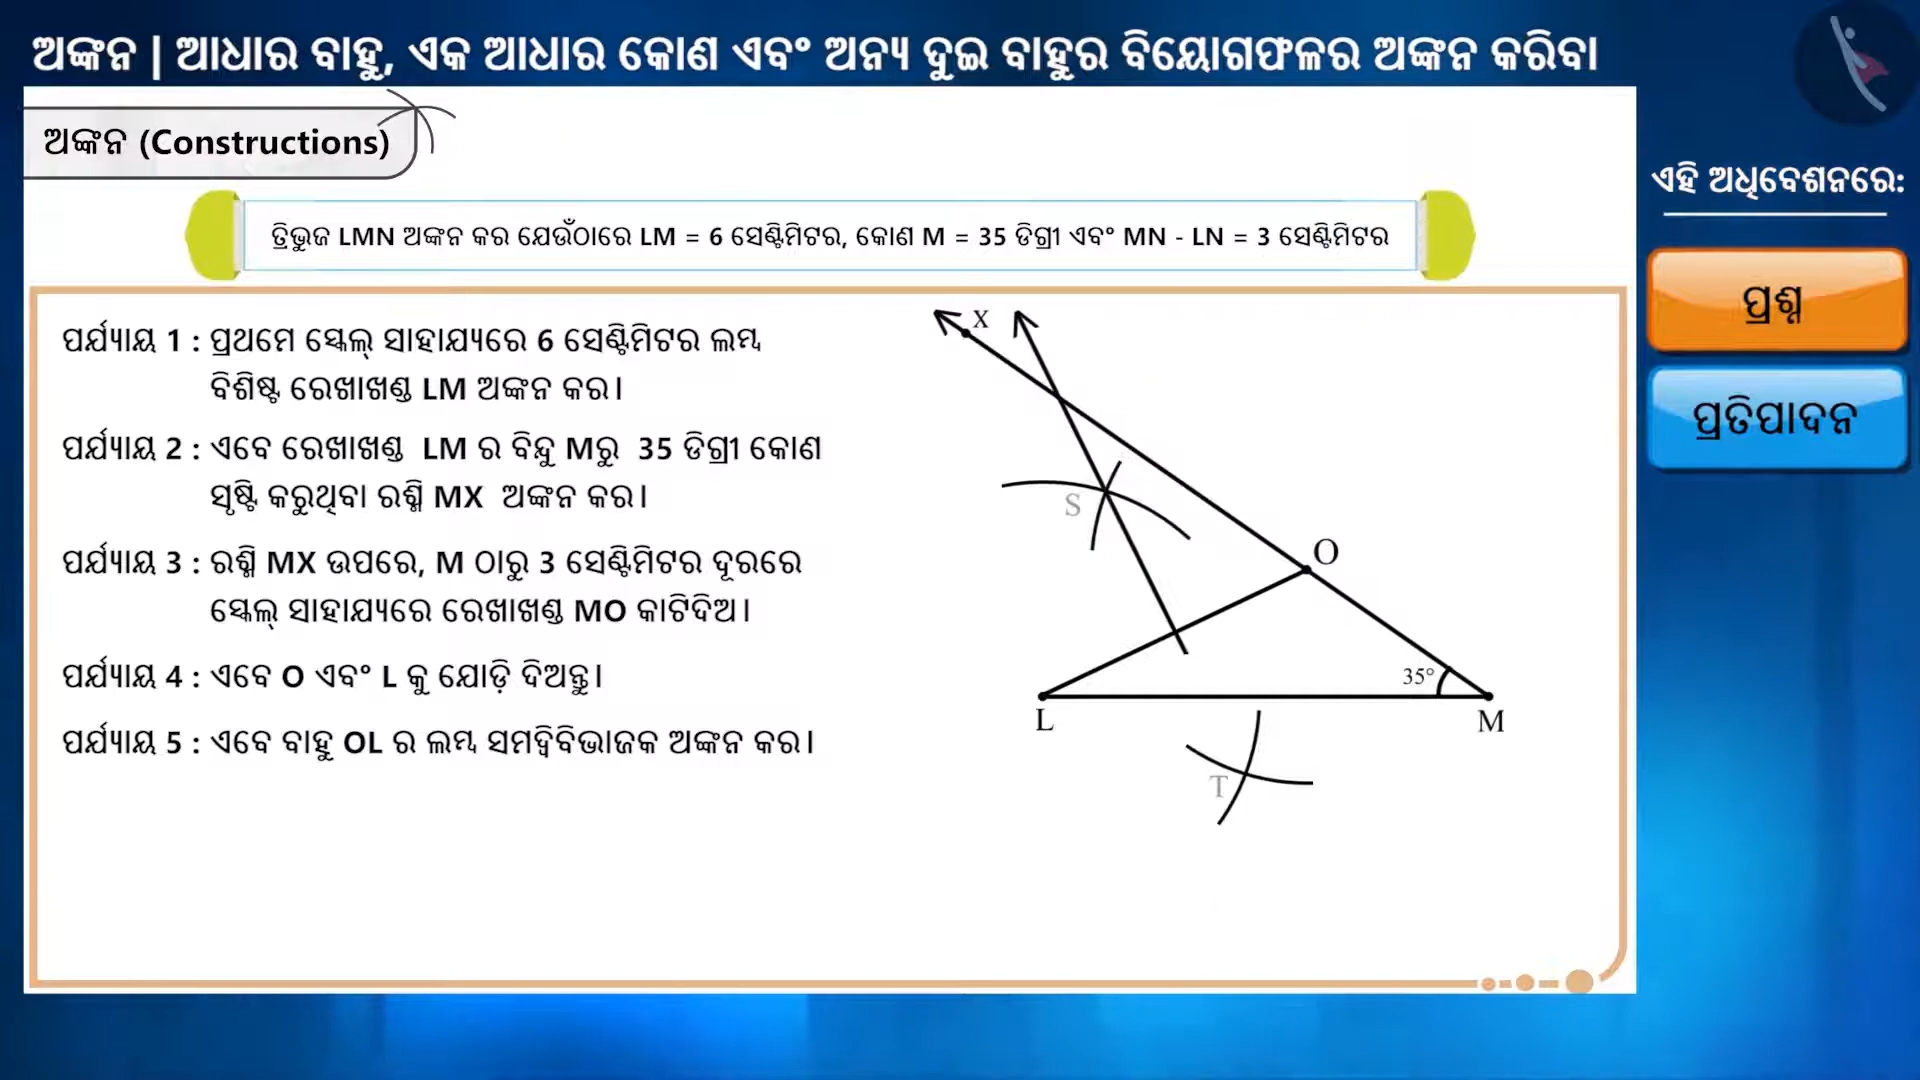 ଅଙ୍କନ | ଆଧାର ବାହୁ, ଏକ ଆଧାର କୋଣ ଏବଂ ଅନ୍ୟ ଦୁଇ ବାହୁର ବିୟୋଗଫଳର ଅଙ୍କନ କରିବା
ଅଙ୍କନ (Constructions)
ତ୍ରିଭୁଜ LMN ଅଙ୍କନ କର ଯେଉଁଠାରେ LM = 6 ସେଣ୍ଟିମିଟର, କୋଣ M = 35 ଡିଗ୍ରୀ ଏବଂ MN - LN = 3 ସେଣ୍ଟିମିଟର
ପର୍ଯ୍ୟାୟ 1 : ପ୍ରଥମେ ସ୍କେଲ୍ ସାହାଯ୍ୟରେ 6 ସେଣ୍ଟିମିଟର ଲମ୍ବ
ବିଶିଷ୍ଟ ରେଖାଖଣ୍ଡ LM ଅଙ୍କନ କର।
ପର୍ଯ୍ୟାୟ 2 : ଏବେ ରେଖାଖଣ୍ଡ LM ର ବିନ୍ଦୁ Mରୁ 35 ଡିଗ୍ରୀ କୋଣ
ସୃଷ୍ଟି କରୁଥିବା ରଶ୍ମି MX ଅଙ୍କନ କର।
ପର୍ଯ୍ୟାୟ 3 : ରଶ୍ମି MX ଉପରେ, M ଠାରୁ 3 ସେଣ୍ଟିମିଟର ଦୂରରେ
ସ୍କେଲ୍ ସାହାଯ୍ୟରେ ରେଖାଖଣ୍ଡ MO କାଟିଦିଅ।
ପର୍ଯ୍ୟାୟ 4 : ଏବେ O ଏବଂ L କୁ ଯୋଡ଼ି ଦିଅନ୍ତୁ।
ପର୍ଯ୍ୟାୟ 5 : ଏବେ ବାହୁ OL ର ଲମ୍ବ ସମଦ୍ୱିବିଭାଜକ ଅଙ୍କନ କର।
X
S
O
35°
L
M
T
ଏହି ଅଧିବେଶନରେ:
ପ୍ରଶ୍ନ
ପ୍ରତିପାଦନ